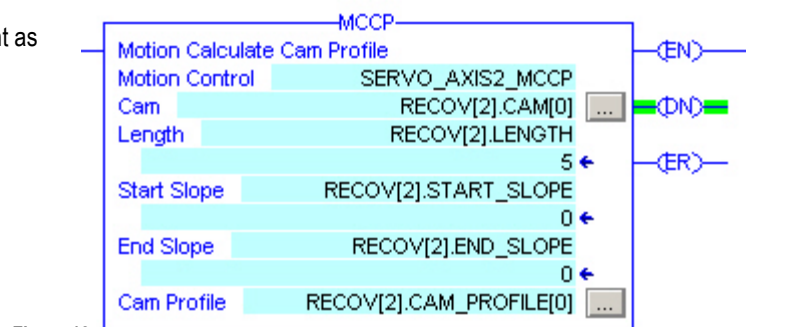 nt as
MCCP
Motion Calculate Cam Profile
EN
Motion Control SERVO_AXIS2_MCCP
Cam RECOV[2].CAM[0] ...
DN
Length RECOV[2].LENGTH
5
ER
Start Slope RECOV[2].START_SLOPE
0
End Slope RECOV[2].END_SLOPE
0
Cam Profile RECOV[2].CAM_PROFILE[0] ...